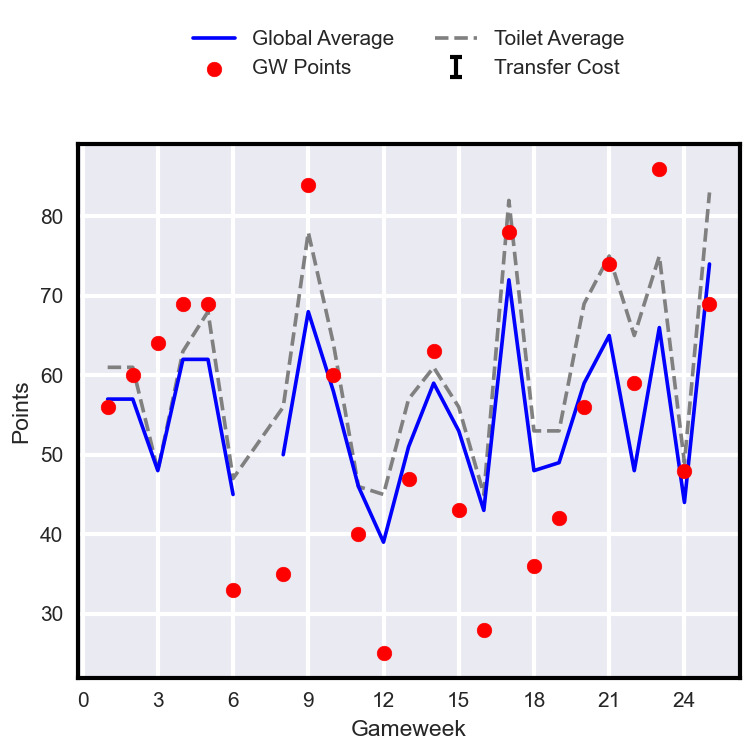 Global Average
Toilet Average
GW Points
Transfer Cost
80
70
60
50
40
30
Points
0 3 6 9 12 15 18 21 24
Gameweek